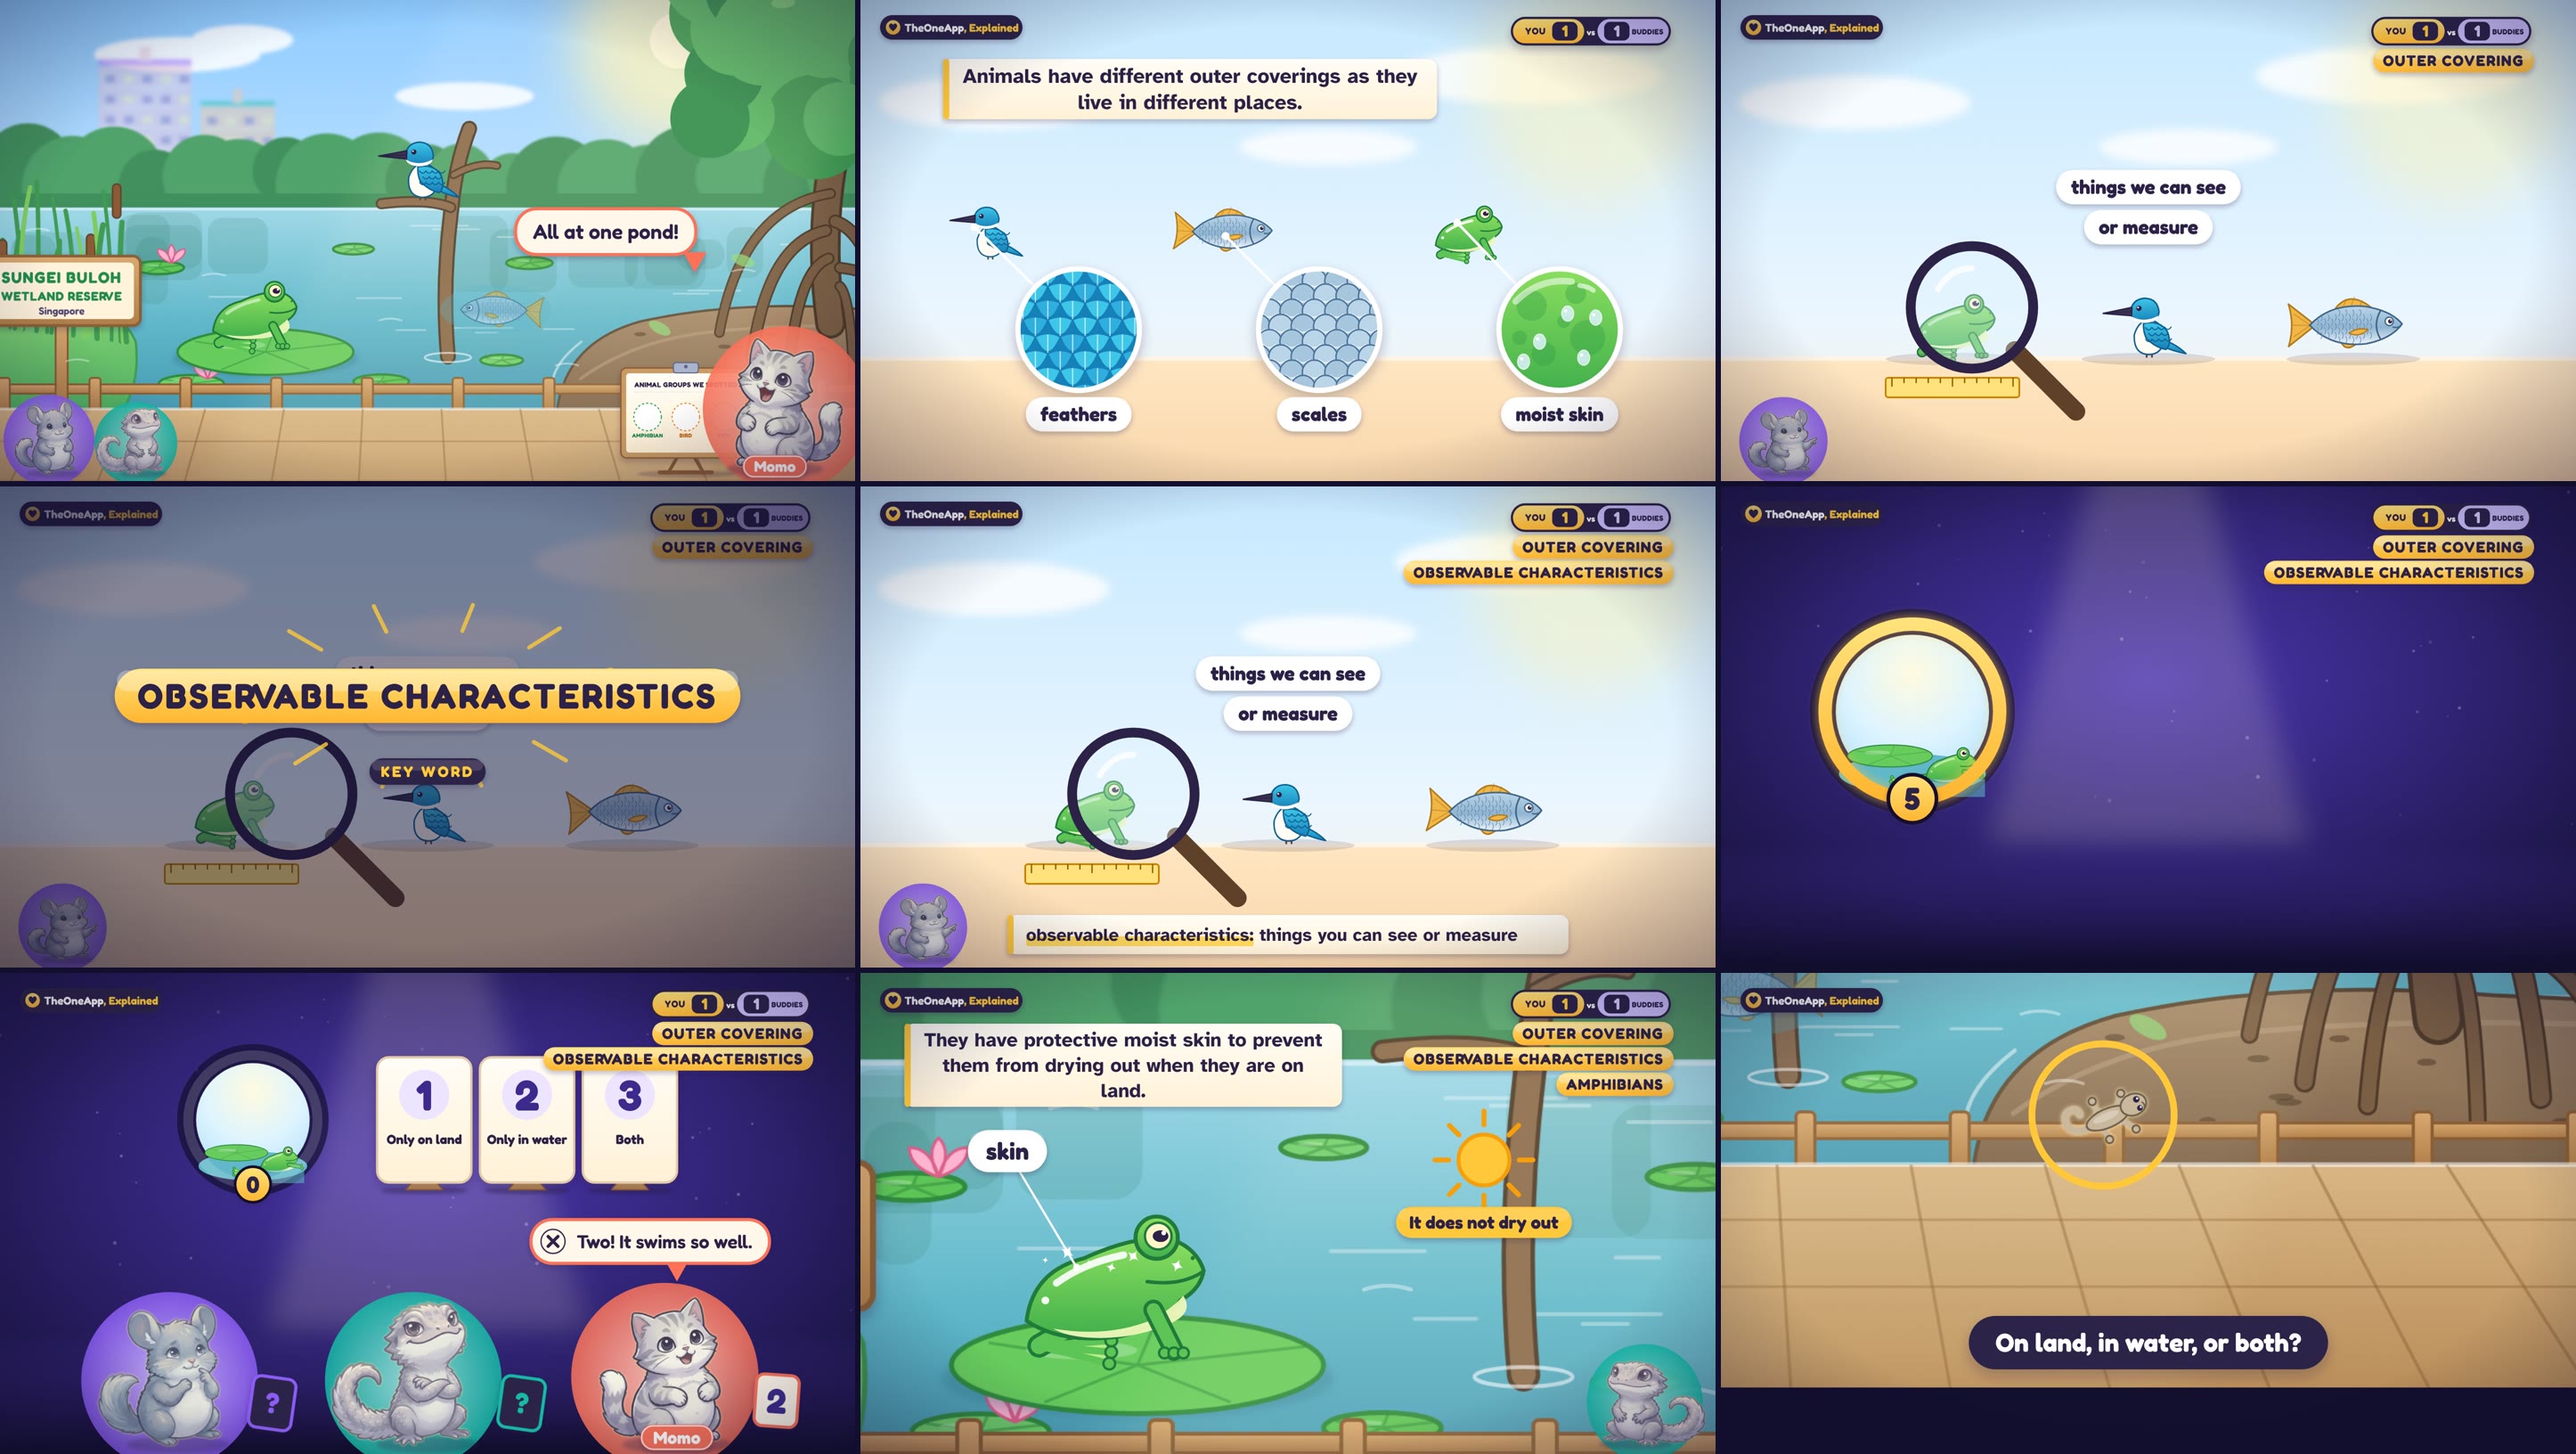 All at one pond!
SUNGEI BULOH
WETLAND RESERVE
Singapore
ANIMAL GROUPS WE
AMPHIBIAN
BIRD
Momo
TheOneApp, Explained
YOU 1 vs 1 BUDDIES
Animals have different outer coverings as they
live in different places.
feathers
scales
moist skin
TheOneApp, Explained
YOU 1 vs 1 BUDDIES
OUTER COVERING
things we can see
or measure
TheOneApp, Explained
YOU 1 vs 1 BUDDIES
OUTER COVERING
OBSERVABLE CHARACTERISTICS
KEY WORD
TheOneApp, Explained
YOU 1 vs 1 BUDDIES
OUTER COVERING
OBSERVABLE CHARACTERISTICS
things we can see
or measure
observable characteristics: things you can see or measure
TheOneApp, Explained
YOU 1 vs 1 BUDDIES
OUTER COVERING
OBSERVABLE CHARACTERISTICS
5
TheOneApp, Explained
YOU 1 vs 1 BUDDIES
OUTER COVERING
OBSERVABLE CHARACTERISTICS
1 2 3
Only on land Only in water Both
0
Two! It swims so well.
? ? 2
Momo
TheOneApp, Explained
YOU 1 vs 1 BUDDIES
OUTER COVERING
OBSERVABLE CHARACTERISTICS
AMPHIBIANS
They have protective moist skin to prevent
them from drying out when they are on
land.
skin
It does not dry out
TheOneApp, Explained
On land, in water, or both?